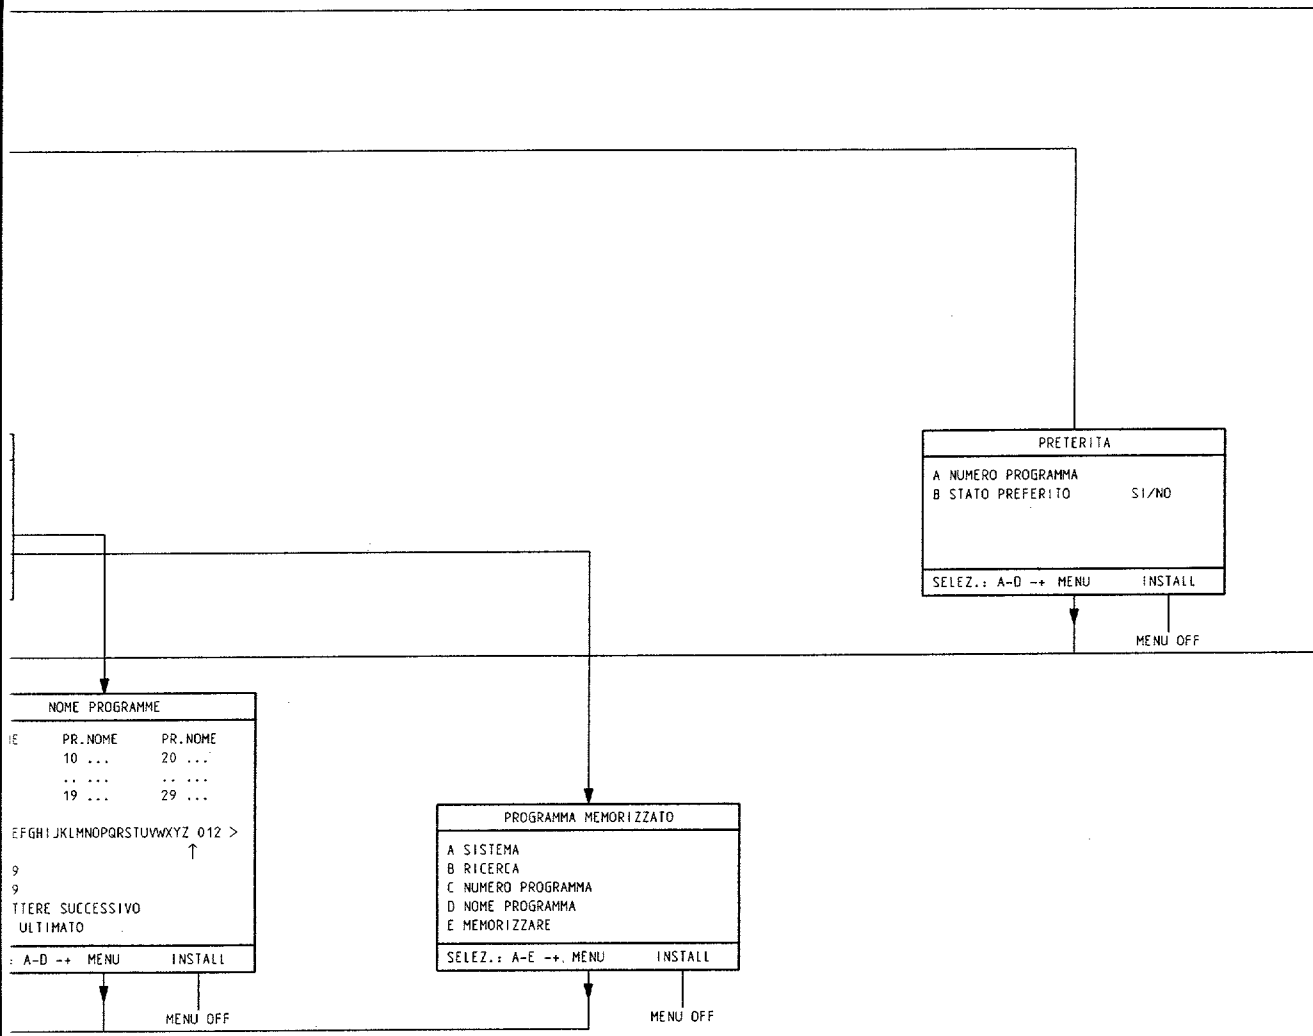 PRETERITA
A NUMERO PROGRAMMA
B STATO PREFERITO SI/NO
SELEZ.: A-D -+ MENU INSTALL
MENU OFF
NOME PROGRAMME
PR.NOME PR.NOME
10 ... 20 ...
.. ... .. ...
19 ... 29 ...
EFGHIJKLMNOPQRSTUVWXYZ 012 >
↑
9
9
TTERE SUCCESSIVO
ULTIMATO
: A-D -+ MENU INSTALL
MENU OFF
PROGRAMMA MEMORIZZATO
A SISTEMA
B RICERCA
C NUMERO PROGRAMMA
D NOME PROGRAMMA
E MEMORIZZARE
SELEZ.: A-E -+, MENU INSTALL
MENU OFF